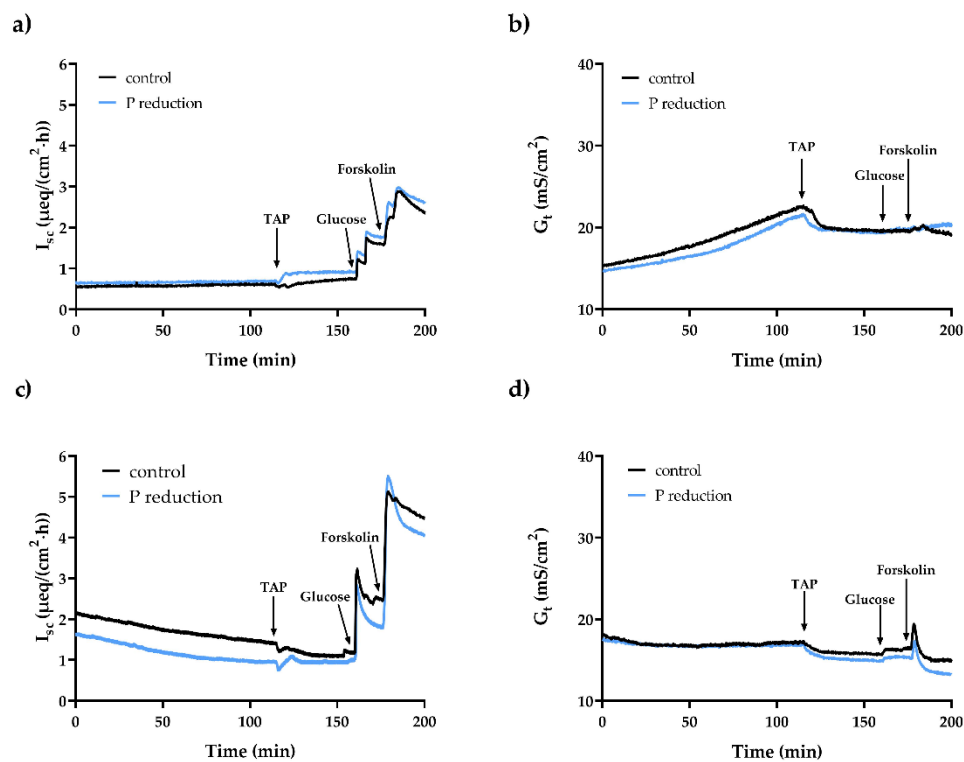 a)
6
5
4
3
2
1
0
I_sc (μeq/(cm²·h)
control
P reduction
TAP
Glucose
Forskolin
0
50
100
150
200
Time (min)
b)
40
30
20
10
G_t (mS/cm²)
control
P reduction
TAP
Forskolin
Glucose
0
50
100
150
200
Time (min)
c)
6
5
4
3
2
1
0
I_sc (μeq/(cm²·h)
control
P reduction
Forskolin
TAP
Glucose
0
50
100
150
200
Time (min)
d)
40
30
20
10
G_t (mS/cm²)
control
P reduction
TAP
Forskolin
Glucose
0
50
100
150
200
Time (min)